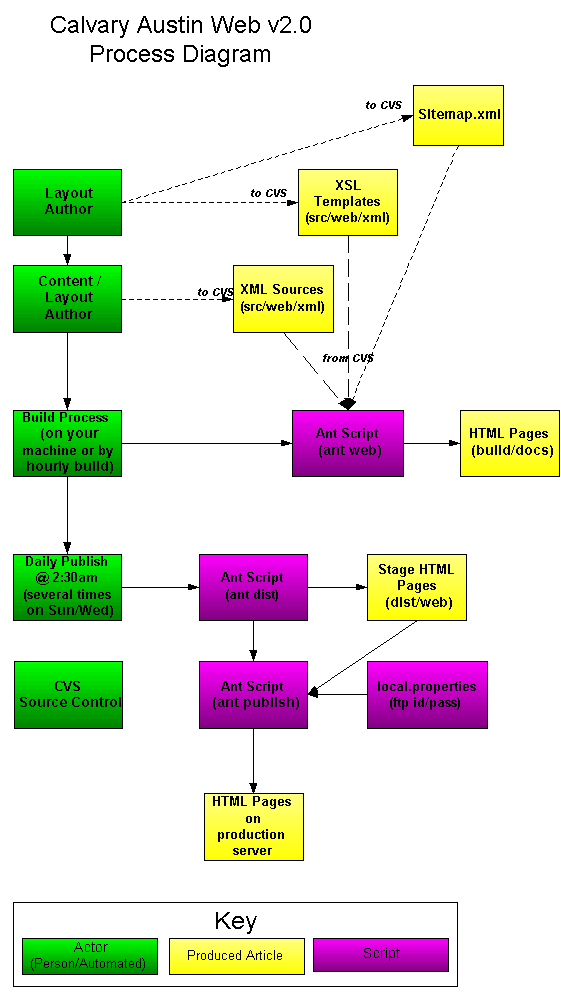 Calvary Austin Web v2.0
Process Diagram
to CVS
Sitemap.xml
Layout
Author
to CVS
XSL
Templates
(src/web/xml)
Content /
Layout
Author
to CVS
XML Sources
(src/web/xml)
from CVS
Build Process
(on your
machine or by
hourly build)
Ant Script
(ant web)
HTML Pages
(build/docs)
Daily Publish
@ 2:30am
(several times
on Sun/Wed)
Ant Script
(ant dist)
Stage HTML
Pages
(dist/web)
CVS
Source Control
Ant Script
(ant publish)
local.properties
(ftp id/pass)
HTML Pages
on
production
server
Key
Actor
(Person/Automated)
Produced Article
Script